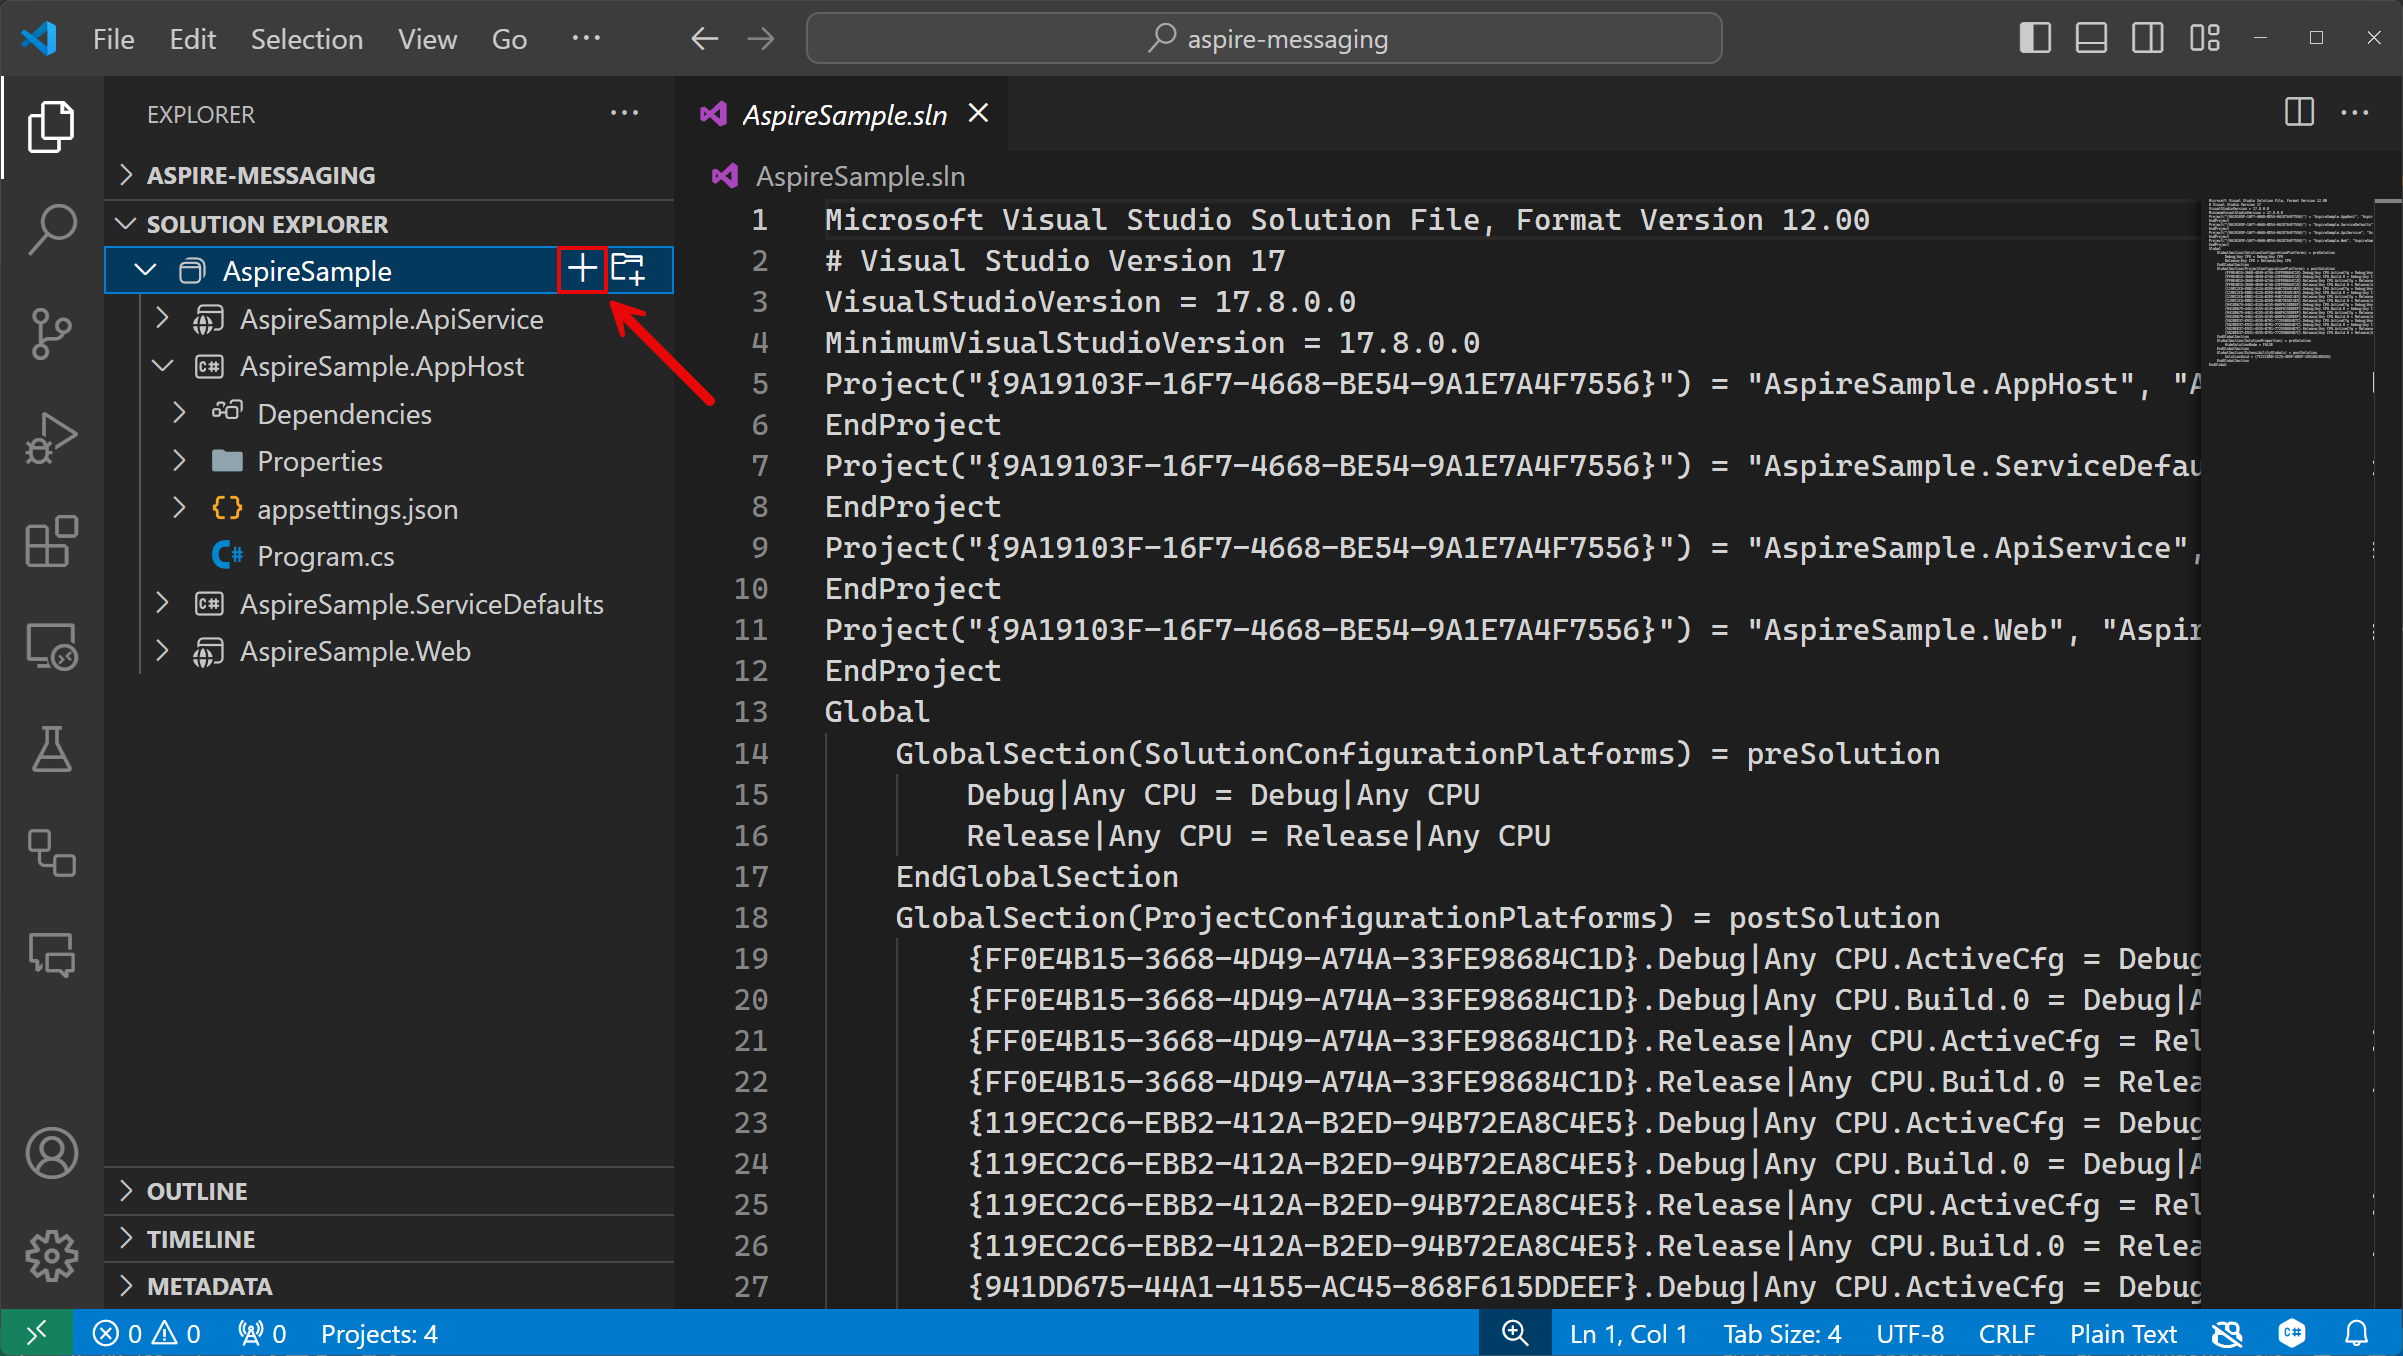 File Edit Selection View Go ··· aspire-messaging
EXPLORER
ASPIRE-MESSAGING
SOLUTION EXPLORER
AspireSample
AspireSample.ApiService
AspireSample.AppHost
Dependencies
Properties
appsettings.json
Program.cs
AspireSample.ServiceDefaults
AspireSample.Web
OUTLINE
TIMELINE
METADATA
AspireSample.sln
AspireSample.sln
1 Microsoft Visual Studio Solution File, Format Version 12.00
2 # Visual Studio Version 17
3 VisualStudioVersion = 17.8.0.0
4 MinimumVisualStudioVersion = 17.8.0.0
5 Project("{9A19103F-16F7-4668-BE54-9A1E7A4F7556}") = "AspireSample.AppHost", "A
6 EndProject
7 Project("{9A19103F-16F7-4668-BE54-9A1E7A4F7556}") = "AspireSample.ServiceDefau
8 EndProject
9 Project("{9A19103F-16F7-4668-BE54-9A1E7A4F7556}") = "AspireSample.ApiService",
10 EndProject
11 Project("{9A19103F-16F7-4668-BE54-9A1E7A4F7556}") = "AspireSample.Web", "Aspir
12 EndProject
13 Global
14 GlobalSection(SolutionConfigurationPlatforms) = preSolution
15 Debug|Any CPU = Debug|Any CPU
16 Release|Any CPU = Release|Any CPU
17 EndGlobalSection
18 GlobalSection(ProjectConfigurationPlatforms) = postSolution
19 {FF0E4B15-3668-4D49-A74A-33FE98684C1D}.Debug|Any CPU.ActiveCfg = Debug
20 {FF0E4B15-3668-4D49-A74A-33FE98684C1D}.Debug|Any CPU.Build.0 = Debug|A
21 {FF0E4B15-3668-4D49-A74A-33FE98684C1D}.Release|Any CPU.ActiveCfg = Rel
22 {FF0E4B15-3668-4D49-A74A-33FE98684C1D}.Release|Any CPU.Build.0 = Relea
23 {119EC2C6-EBB2-412A-B2ED-94B72EA8C4E5}.Debug|Any CPU.ActiveCfg = Debug
24 {119EC2C6-EBB2-412A-B2ED-94B72EA8C4E5}.Debug|Any CPU.Build.0 = Debug|A
25 {119EC2C6-EBB2-412A-B2ED-94B72EA8C4E5}.Release|Any CPU.ActiveCfg = Rel
26 {119EC2C6-EBB2-412A-B2ED-94B72EA8C4E5}.Release|Any CPU.Build.0 = Relea
27 {941DD675-44A1-4155-AC45-868F615DDEEF}.Debug|Any CPU.ActiveCfg = Debug
0 0 0 Projects: 4 Ln 1, Col 1 Tab Size: 4 UTF-8 CRLF Plain Text